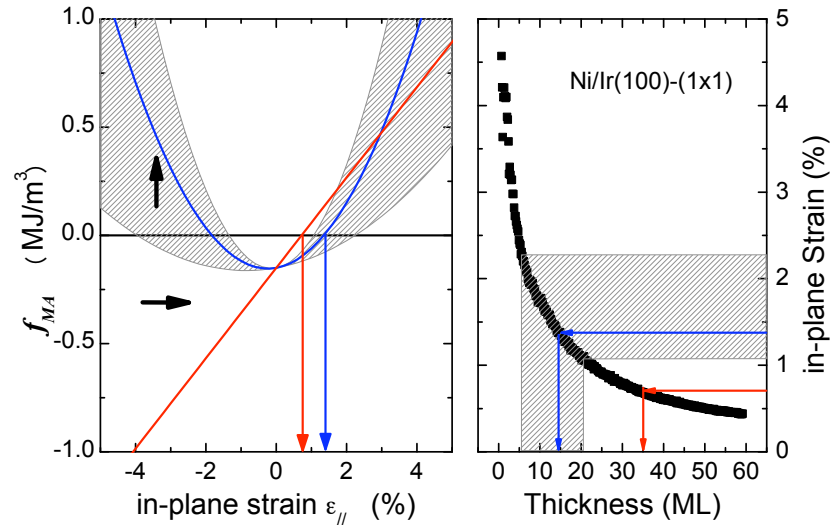 1.0
0.5
0.0
-0.5
-1.0
f_MA (MJ/m³)
-4 -2 0 2 4
in-plane strain ε_// (%)
Ni/Ir(100)-(1x1)
5
4
3
2
1
0
in-plane Strain (%)
0 10 20 30 40 50 60
Thickness (ML)